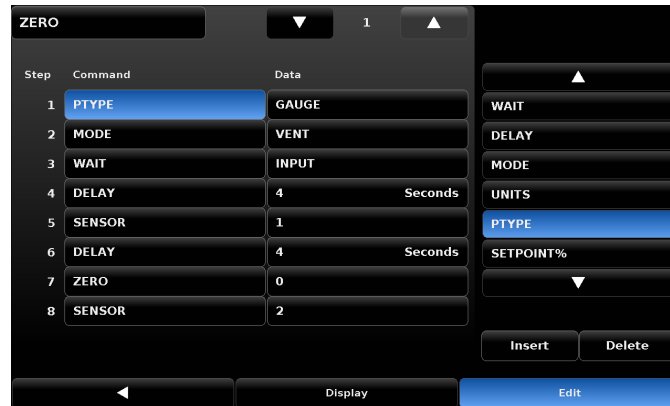 ZERO 1
Step Command Data
1 PTYPE GAUGE
2 MODE VENT
3 WAIT INPUT
4 DELAY 4 Seconds
5 SENSOR 1
6 DELAY 4 Seconds
7 ZERO 0
8 SENSOR 2
WAIT
DELAY
MODE
UNITS
PTYPE
SETPOINT%
Insert Delete
Display Edit